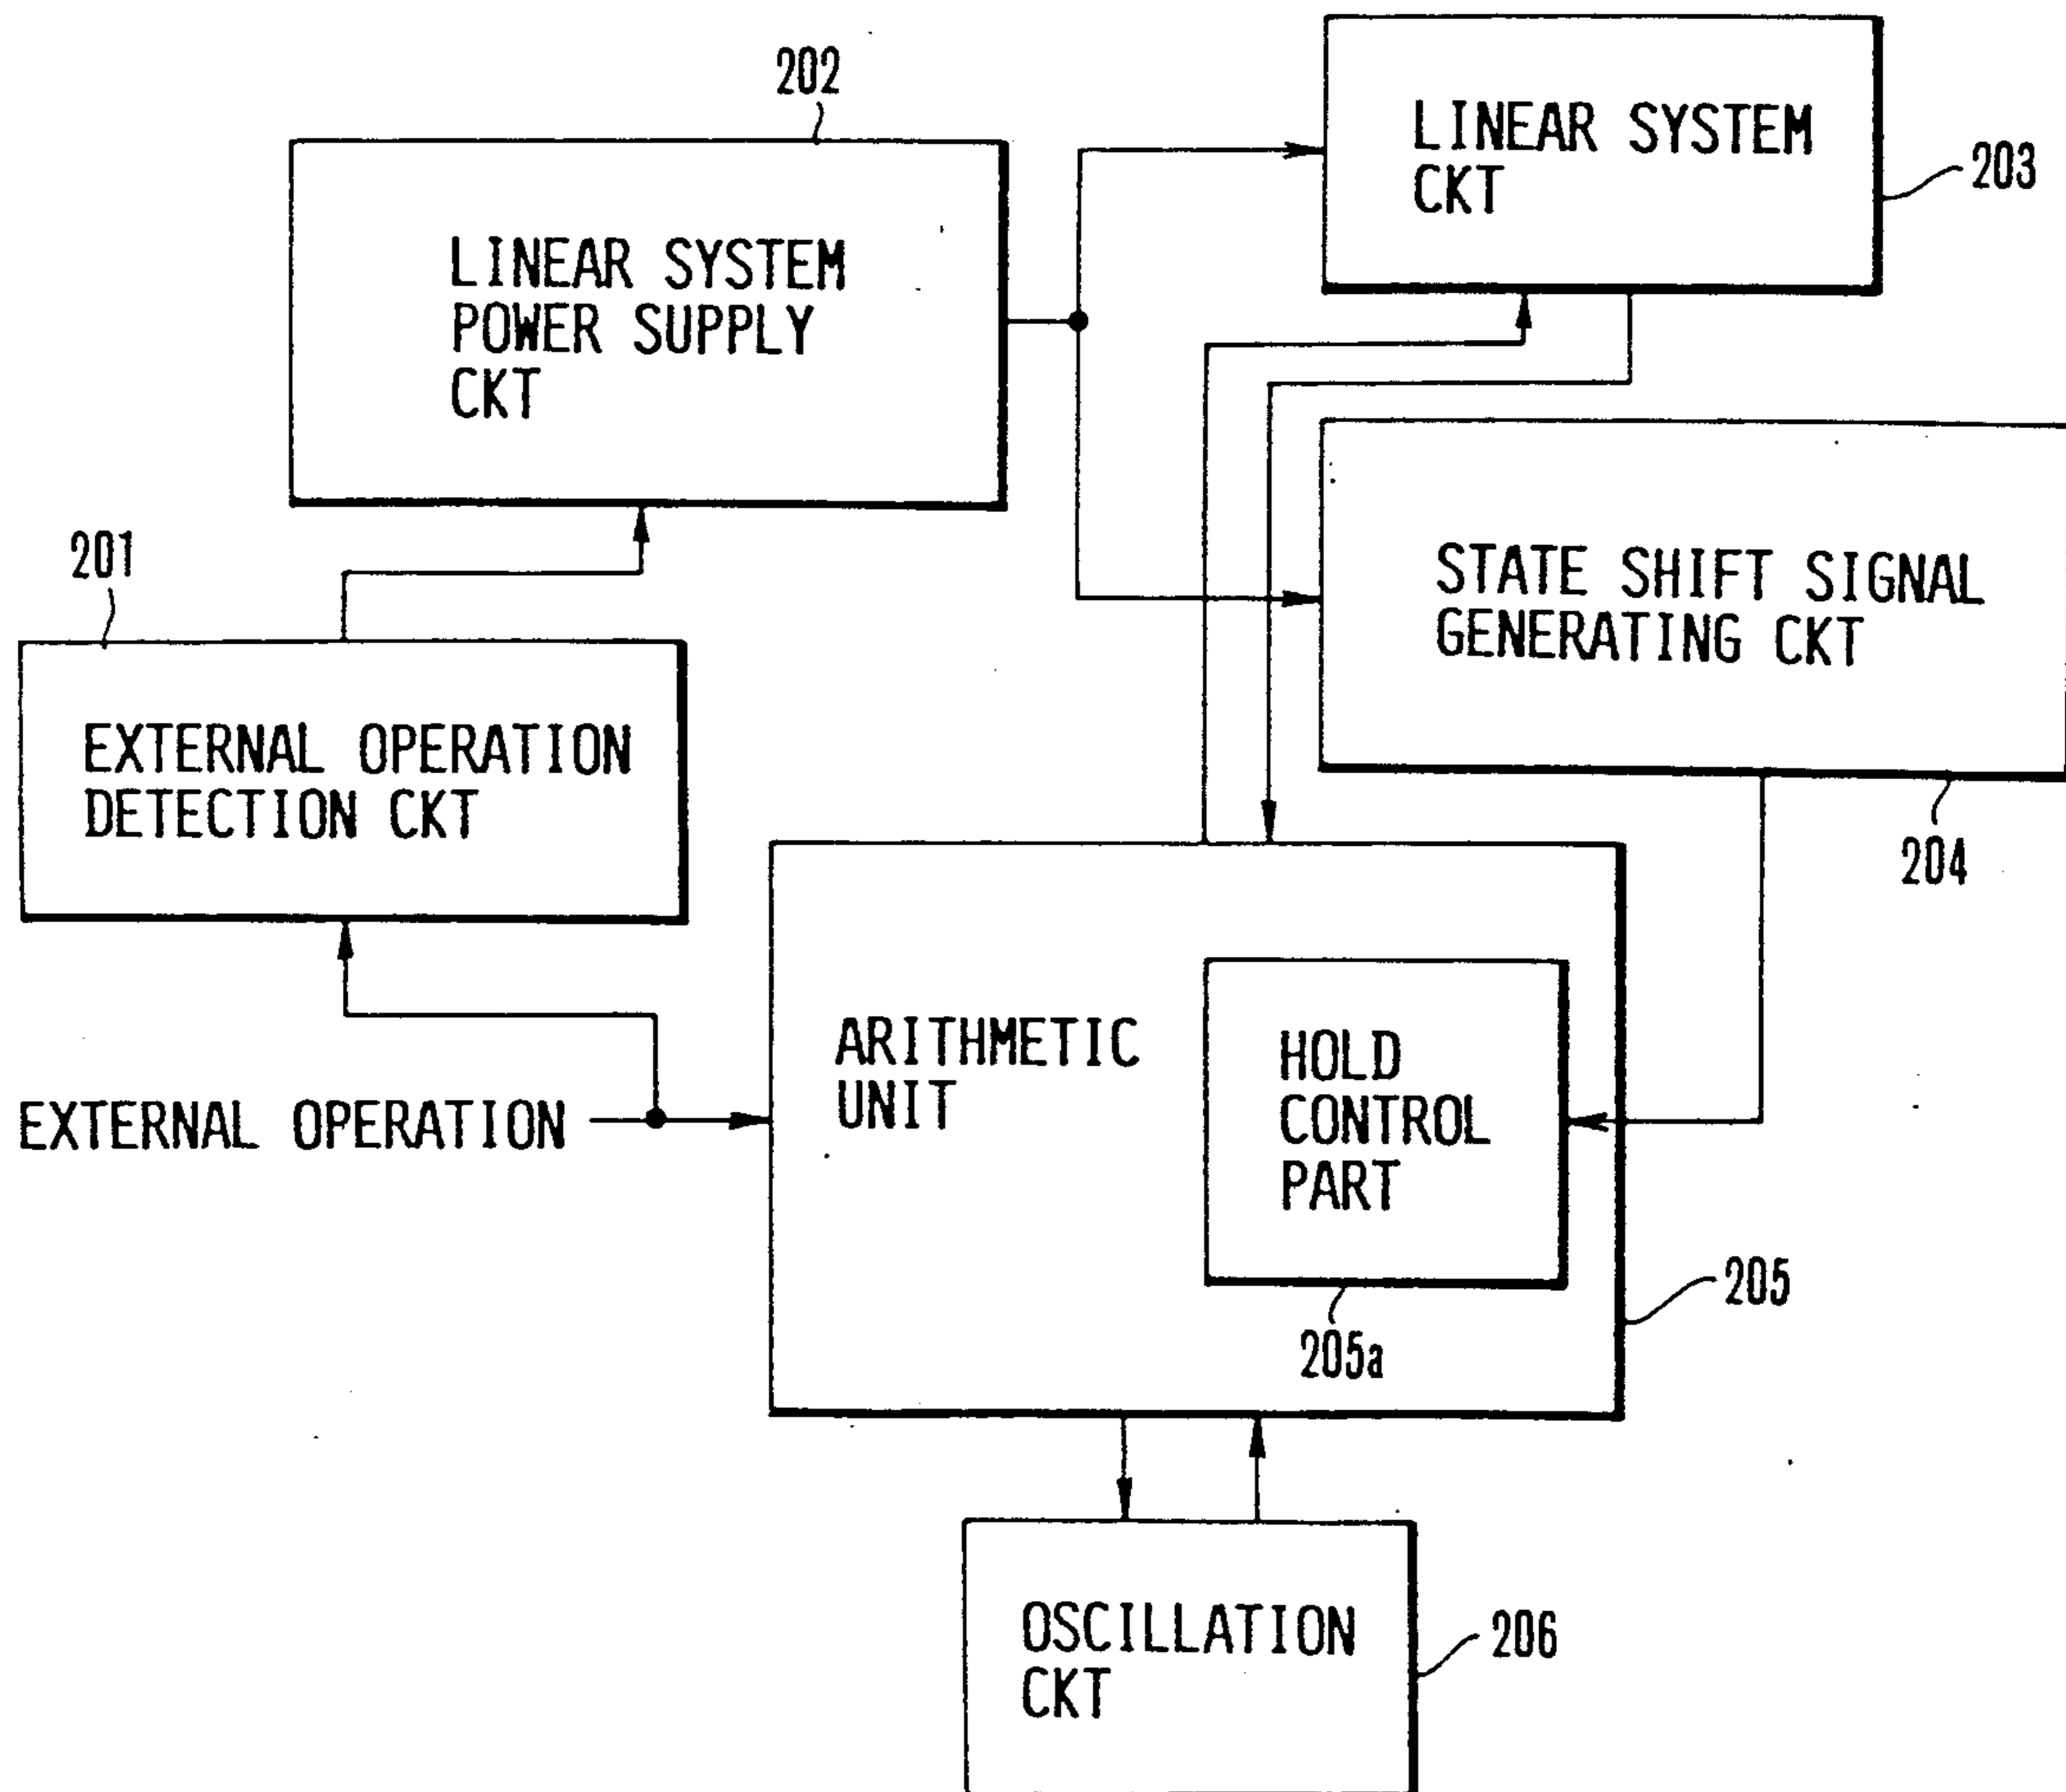 202
LINEAR SYSTEM
CKT
203
LINEAR SYSTEM
POWER SUPPLY
CKT
201
STATE SHIFT SIGNAL
GENERATING CKT
204
EXTERNAL OPERATION
DETECTION CKT
ARITHMETIC
UNIT
HOLD
CONTROL
PART
EXTERNAL OPERATION
205
205a
OSCILLATION
CKT
206